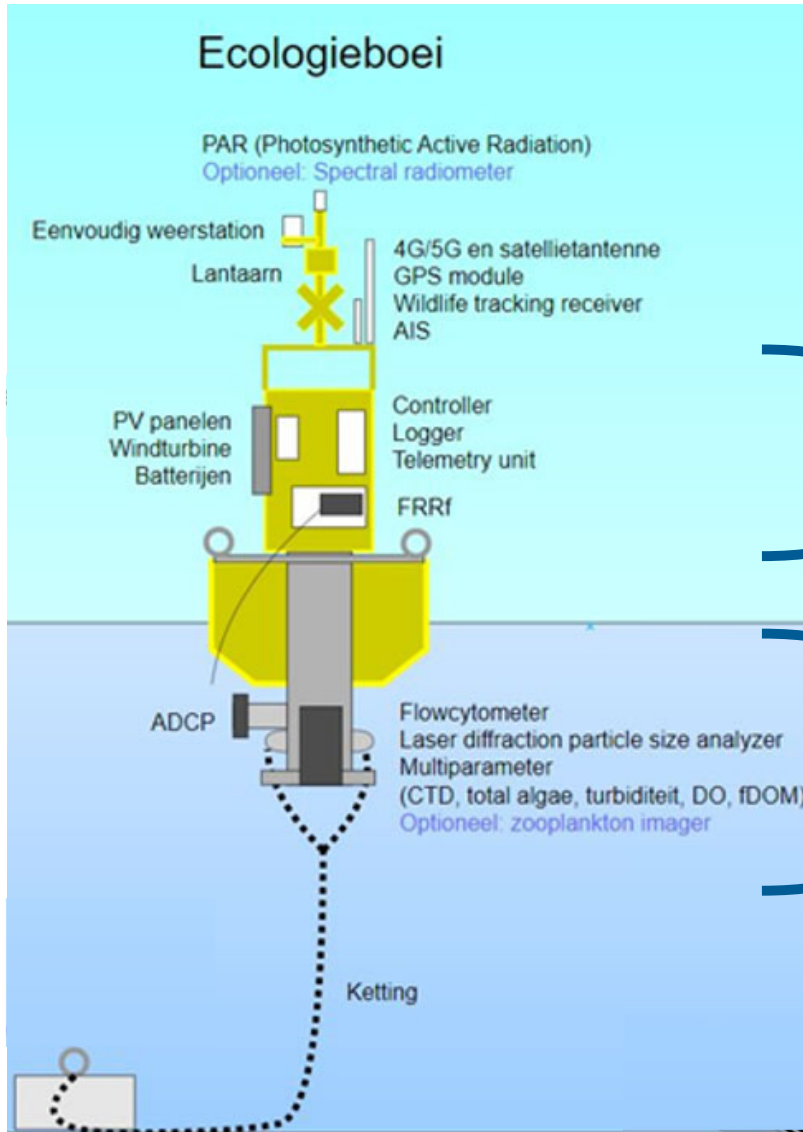 Ecologieboei
PAR (Photosynthetic Active Radiation)
Optioneel: Spectral radiometer
Eenvoudig weerstation
Lantaarn
4G/5G en satellietantenne
GPS module
Wildlife tracking receiver
AIS
PV panelen
Windturbine
Batterijen
Controller
Logger
Telemetry unit
FRRf
ADCP
Flowcytometer
Laser diffraction particle size analyzer
Multiparameter
(CTD, total algae, turbiditeit, DO, fDOM)
Optioneel: zooplankton imager
Ketting